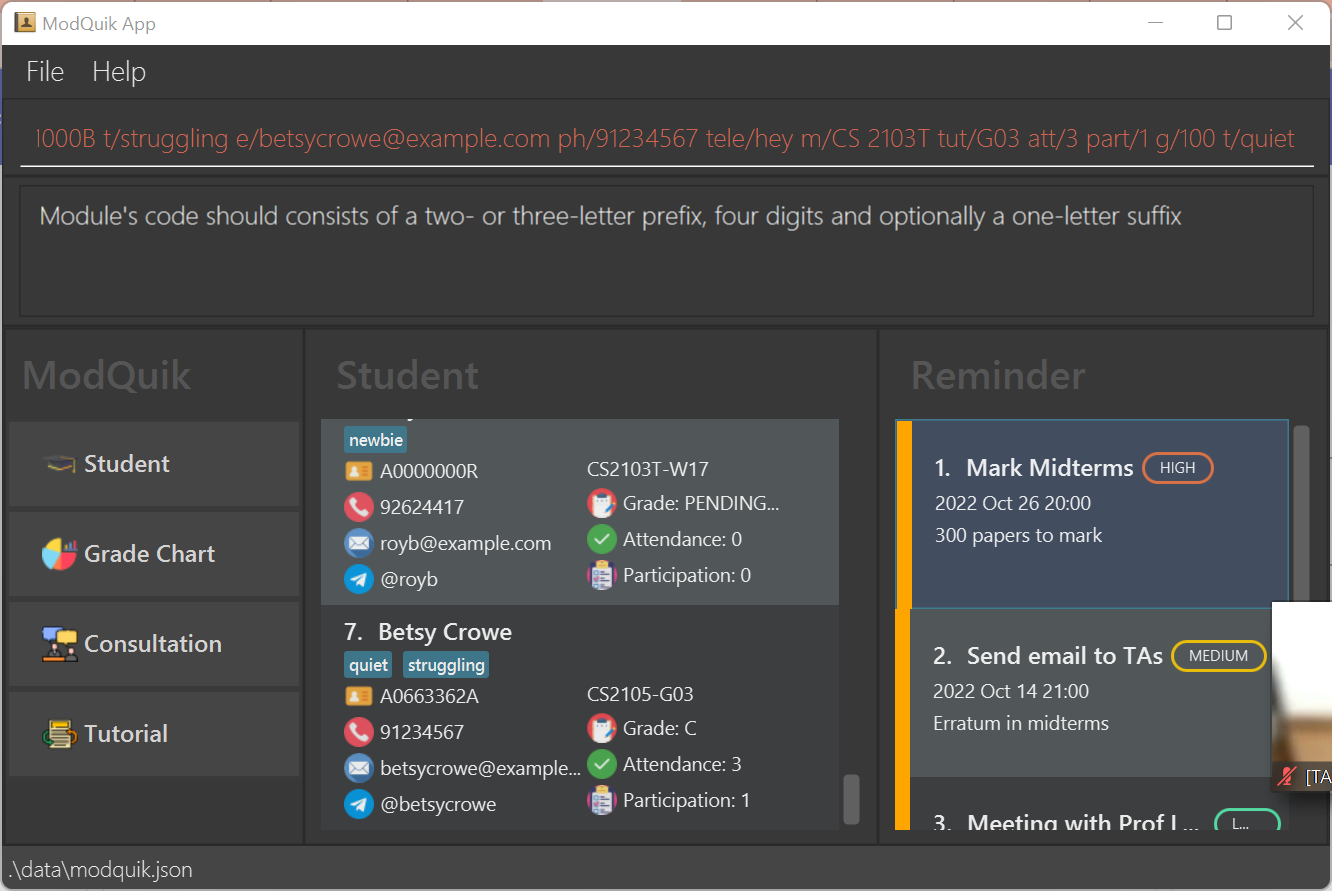 ModQuik App
File Help
1000B t/struggling e/betsycrowe@example.com ph/91234567 tele/hey m/CS 2103T tut/G03 att/3 part/1 g/100 t/quiet
Module's code should consists of a two- or three-letter prefix, four digits and optionally a one-letter suffix
ModQuik
Student
Grade Chart
Consultation
Tutorial
Student
newbie
A0000000R
92624417
royb@example.com
@royb
CS2103T-W17
Grade: PENDING...
Attendance: 0
Participation: 0
7. Betsy Crowe
quiet struggling
A0663362A
91234567
betsycrowe@example...
@betsycrowe
CS2105-G03
Grade: C
Attendance: 3
Participation: 1
Reminder
1. Mark Midterms HIGH
2022 Oct 26 20:00
300 papers to mark
2. Send email to TAs MEDIUM
2022 Oct 14 21:00
Erratum in midterms
3. Meeting with Prof L... L...
[TA
.\data\modquik.json